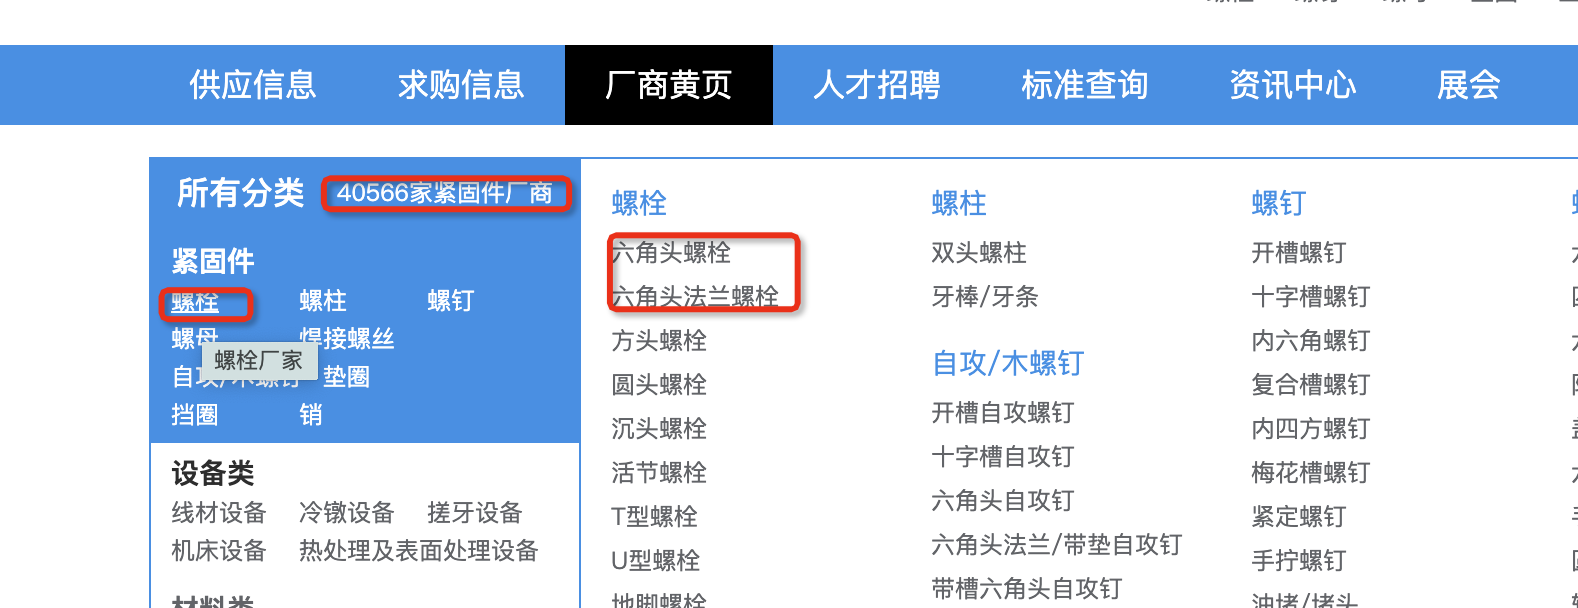 供应信息 求购信息 厂商黄页 人才招聘 标准查询 资讯中心 展会
所有分类 40566家紧固件厂商
紧固件
螺栓 螺柱 螺钉
螺母 焊接螺丝
螺栓厂家
自攻/木螺钉 垫圈
挡圈 销
设备类
线材设备 冷镦设备 搓牙设备
机床设备 热处理及表面处理设备
材料类
螺栓
六角头螺栓
六角头法兰螺栓
方头螺栓
圆头螺栓
沉头螺栓
活节螺栓
T型螺栓
U型螺栓
地脚螺栓
螺柱
双头螺柱
牙棒/牙条
自攻/木螺钉
开槽自攻螺钉
十字槽自攻钉
六角头自攻钉
六角头法兰/带垫自攻钉
带槽六角头自攻钉
螺钉
开槽螺钉
十字槽螺钉
内六角螺钉
复合槽螺钉
内四方螺钉
梅花槽螺钉
紧定螺钉
手拧螺钉
油堵/堵头